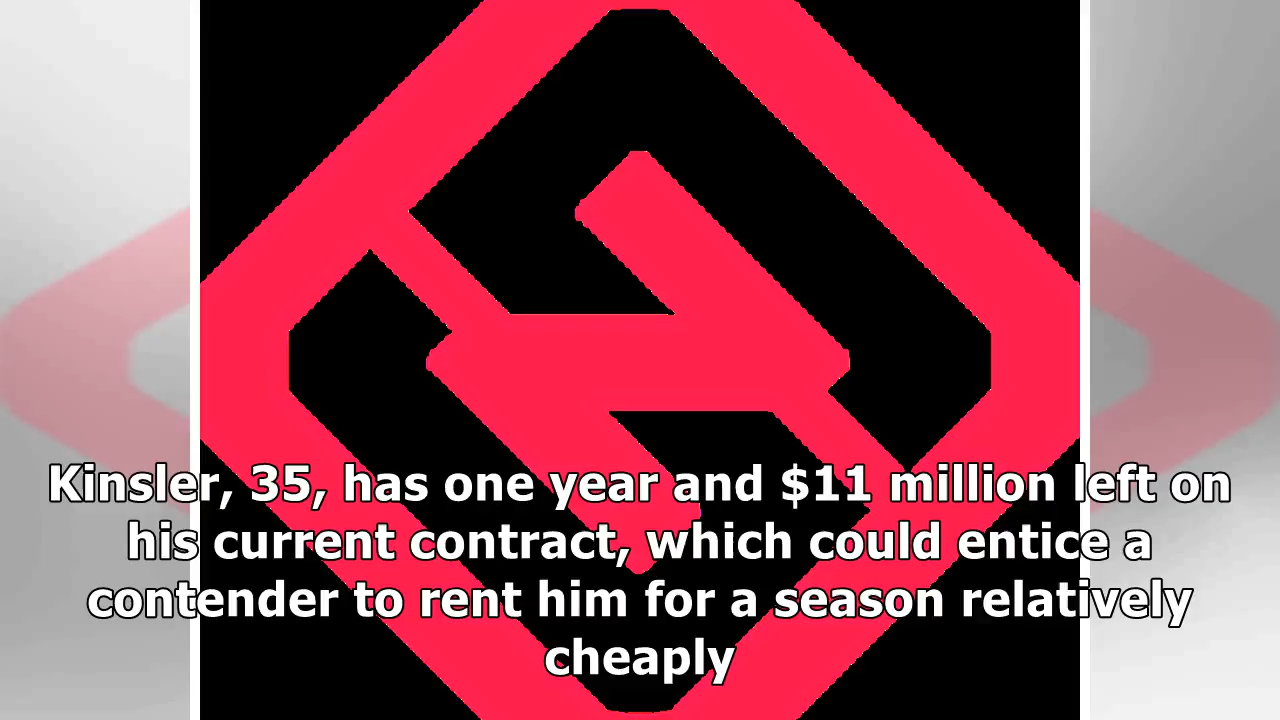 Kinsler, 35, has one year and $11 million left on
his current contract, which could entice a
contender to rent him for a season relatively
cheaply